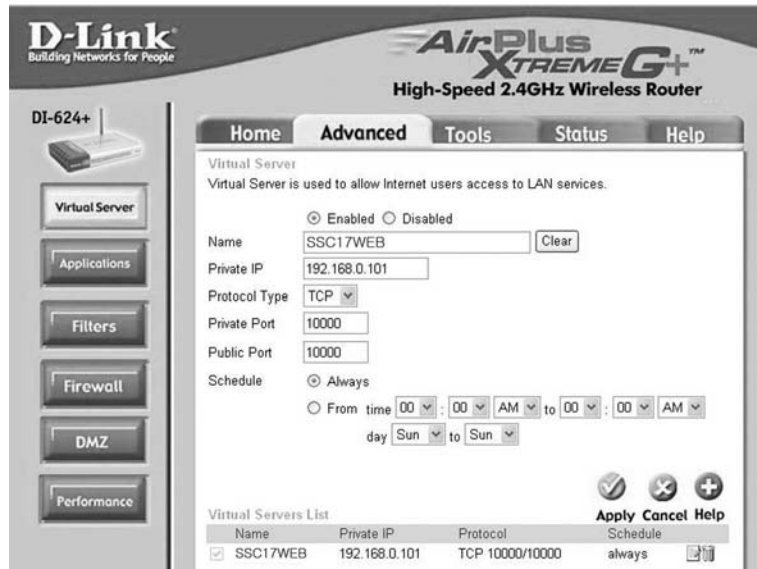 D-Link
Building Networks for People
AirPlus
XTREME G+™
High-Speed 2.4GHz Wireless Router
DI-624+
Home Advanced Tools Status Help
Virtual Server
Applications
Filters
Firewall
DMZ
Performance
Virtual Server
Virtual Server is used to allow Internet users access to LAN services.
Enabled Disabled
Name SSC17WEB Clear
Private IP 192.168.0.101
Protocol Type TCP
Private Port 10000
Public Port 10000
Schedule Always
From time 00 : 00 AM to 00 : 00 AM
day Sun to Sun
Apply Cancel Help
Virtual Servers List
Name Private IP Protocol Schedule
SSC17WEB 192.168.0.101 TCP 10000/10000 always